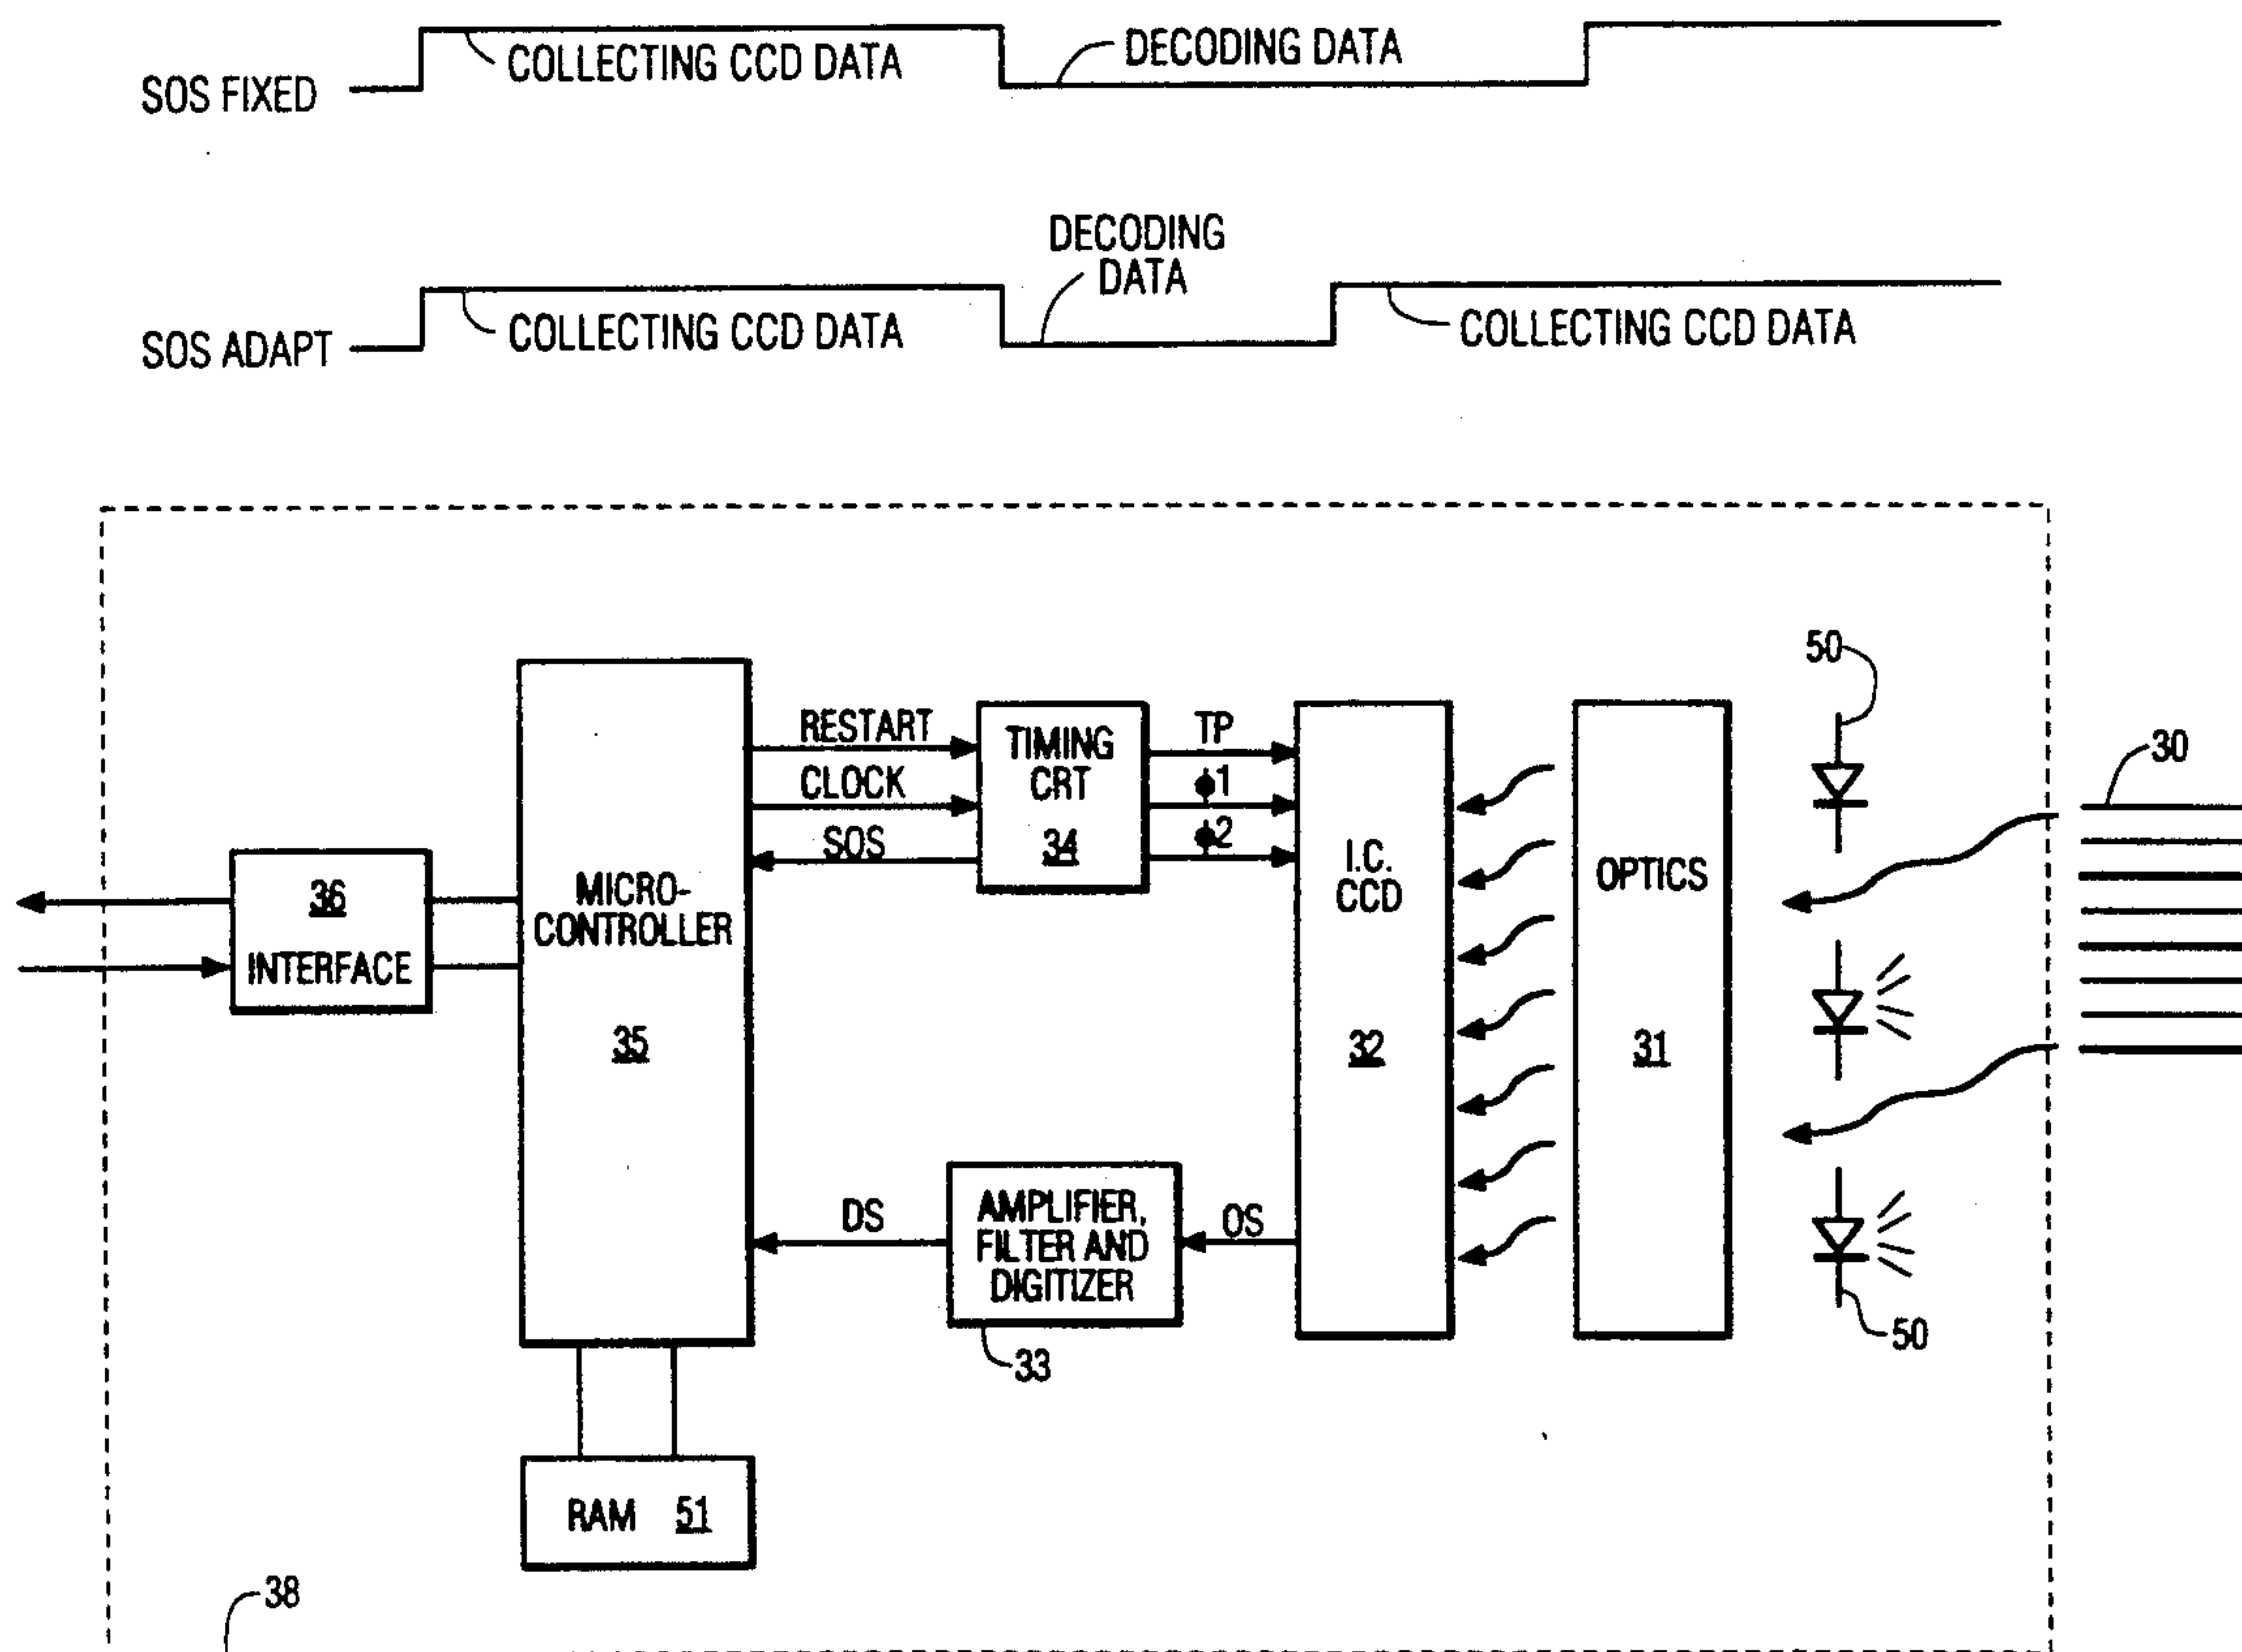 COLLECTING CCD DATA
DECODING DATA
SOS FIXED
DECODING
DATA
SOS ADAPT
COLLECTING CCD DATA
COLLECTING CCD DATA
50
30
RESTART
CLOCK
SOS
TIMING
CRT
34
TP
ϕ1
ϕ2
36
INTERFACE
MICRO-
CONTROLLER
35
I.C.
CCD
32
OPTICS
31
DS
AMPLIFIER,
FILTER AND
DIGITIZER
OS
33
50
RAM 51
38